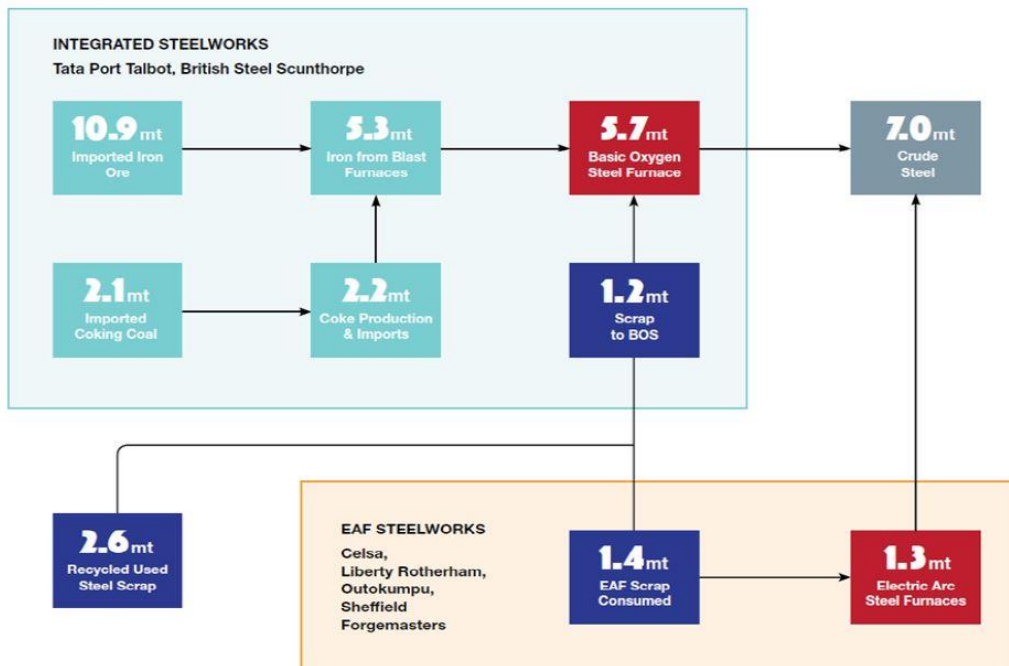 INTEGRATED STEELWORKS
Tata Port Talbot, British Steel Scunthorpe
10.9mt
Imported Iron
Ore
5.3mt
Iron from Blast
Furnaces
5.7mt
Basic Oxygen
Steel Furnace
7.0mt
Crude
Steel
2.1mt
Imported
Coking Coal
2.2mt
Coke Production
& Imports
1.2mt
Scrap
to BOS
2.6mt
Recycled Used
Steel Scrap
EAF STEELWORKS
Celsa,
Liberty Rotherham,
Outokumpu,
Sheffield
Forgemasters
1.4mt
EAF Scrap
Consumed
1.3mt
Electric Arc
Steel Furnaces